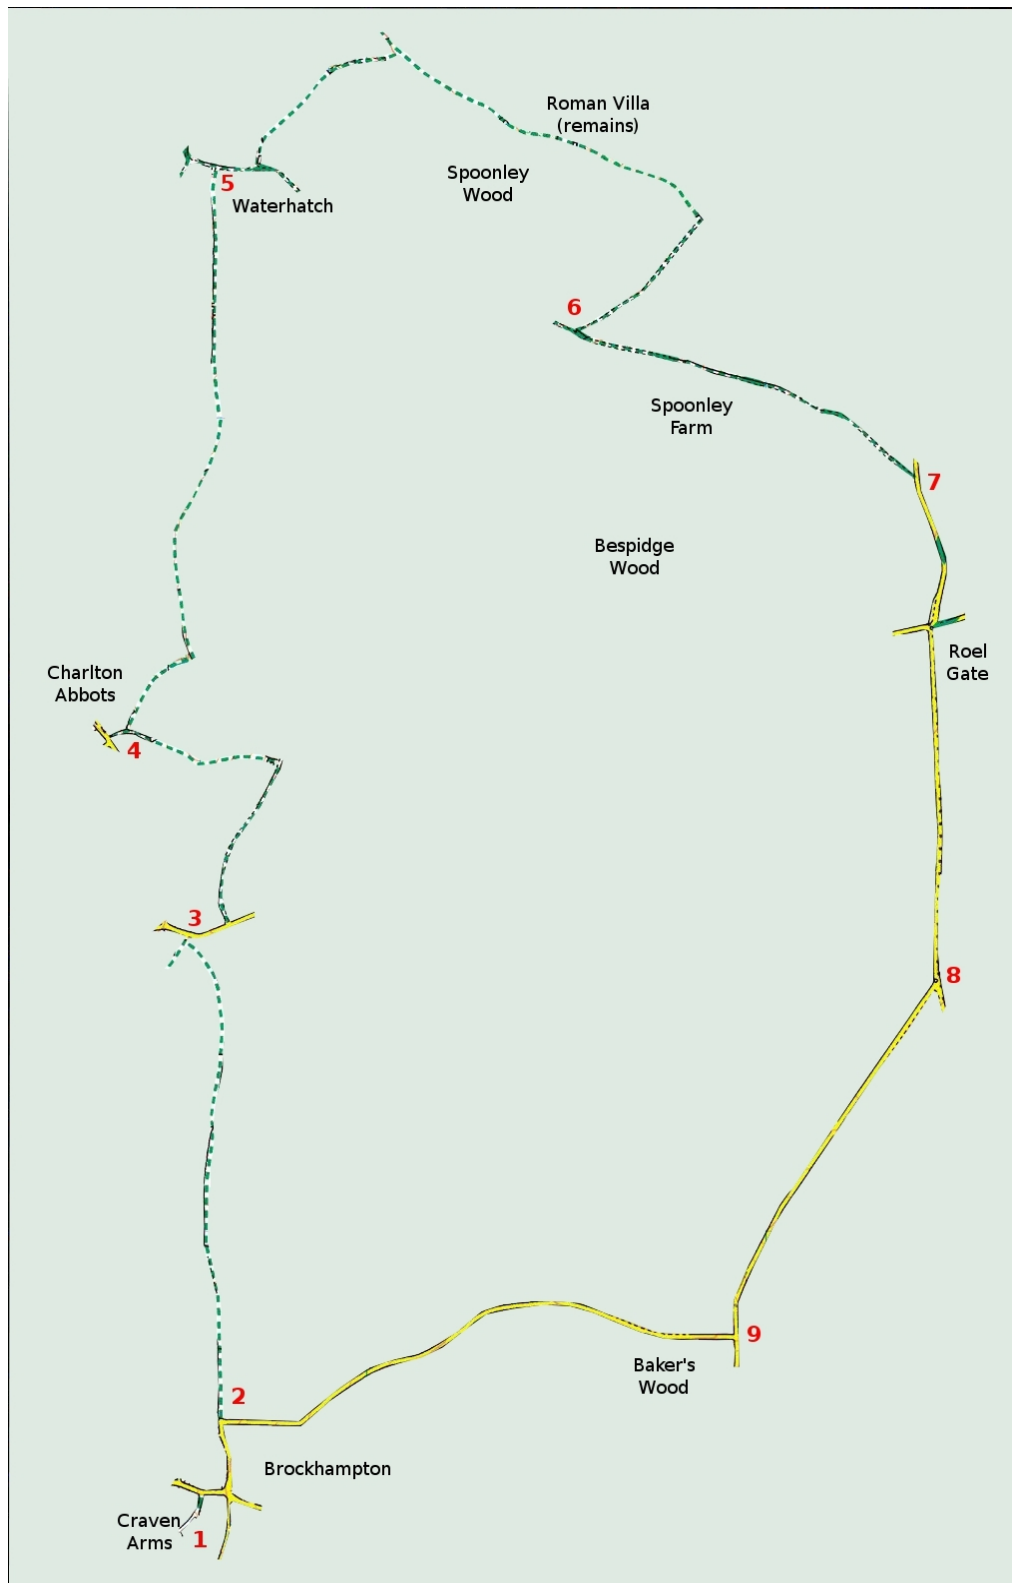 Roman Villa
(remains)
Spoonley
Wood
5
Waterhatch
6
Spoonley
Farm
7
Bespidge
Wood
Roel
Gate
Charlton
Abbots
4
3
8
9
Baker's
Wood
2
Brockhampton
Craven
Arms
1